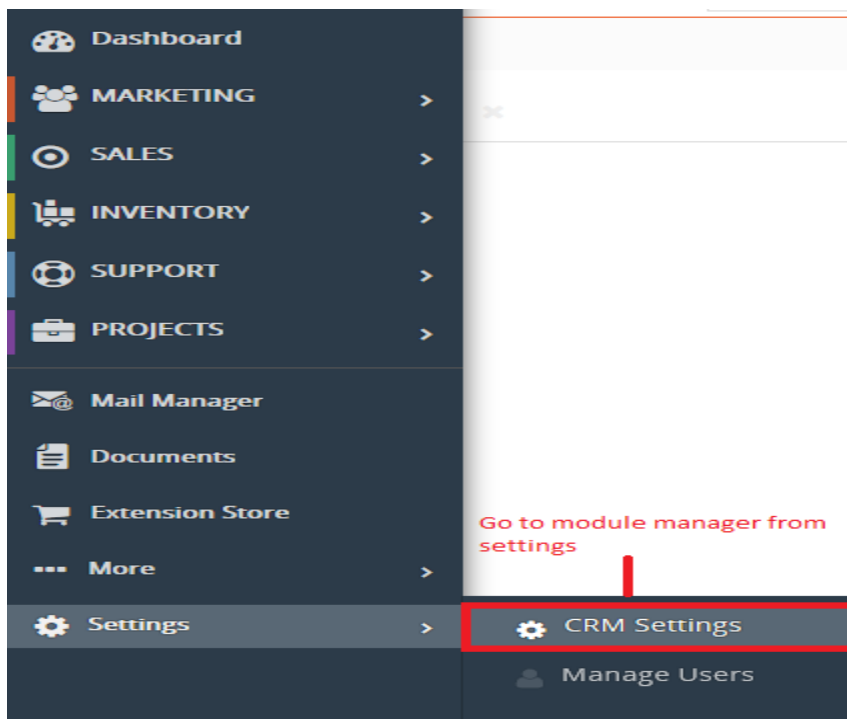 Dashboard
MARKETING
SALES
INVENTORY
SUPPORT
PROJECTS
Mail Manager
Documents
Extension Store
More
Settings
Go to module manager from
settings
CRM Settings
Manage Users